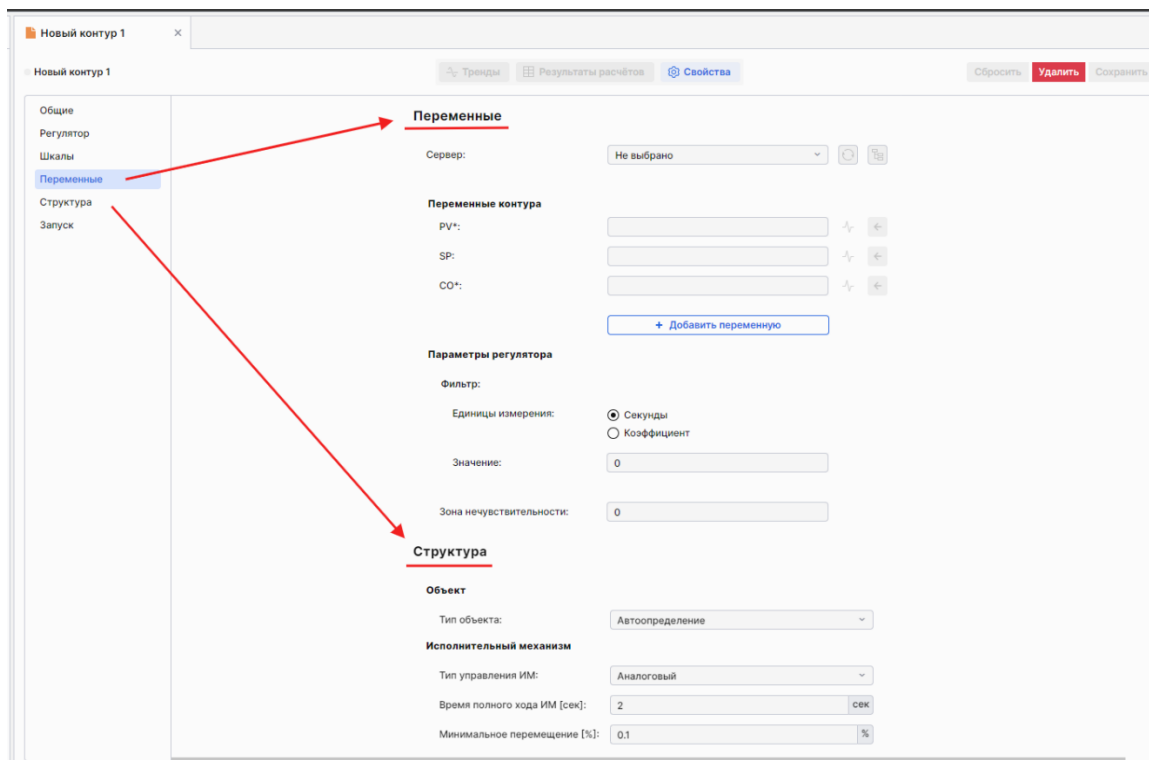 Новый контур 1
Новый контур 1
Тренды
Результаты расчётов
Свойства
Сбросить
Удалить
Сохранить
Общие
Регулятор
Шкалы
Переменные
Структура
Запуск
Переменные
Сервер: Не выбрано
Переменные контура
PV*:
SP:
CO*:
+ Добавить переменную
Параметры регулятора
Фильтр:
Единицы измерения: Секунды
Коэффициент
Значение: 0
Зона нечувствительности: 0
Структура
Объект
Тип объекта: Автоопределение
Исполнительный механизм
Тип управления ИМ: Аналоговый
Время полного хода ИМ [сек]: 2 сек
Минимальное перемещение [%]: 0.1 %